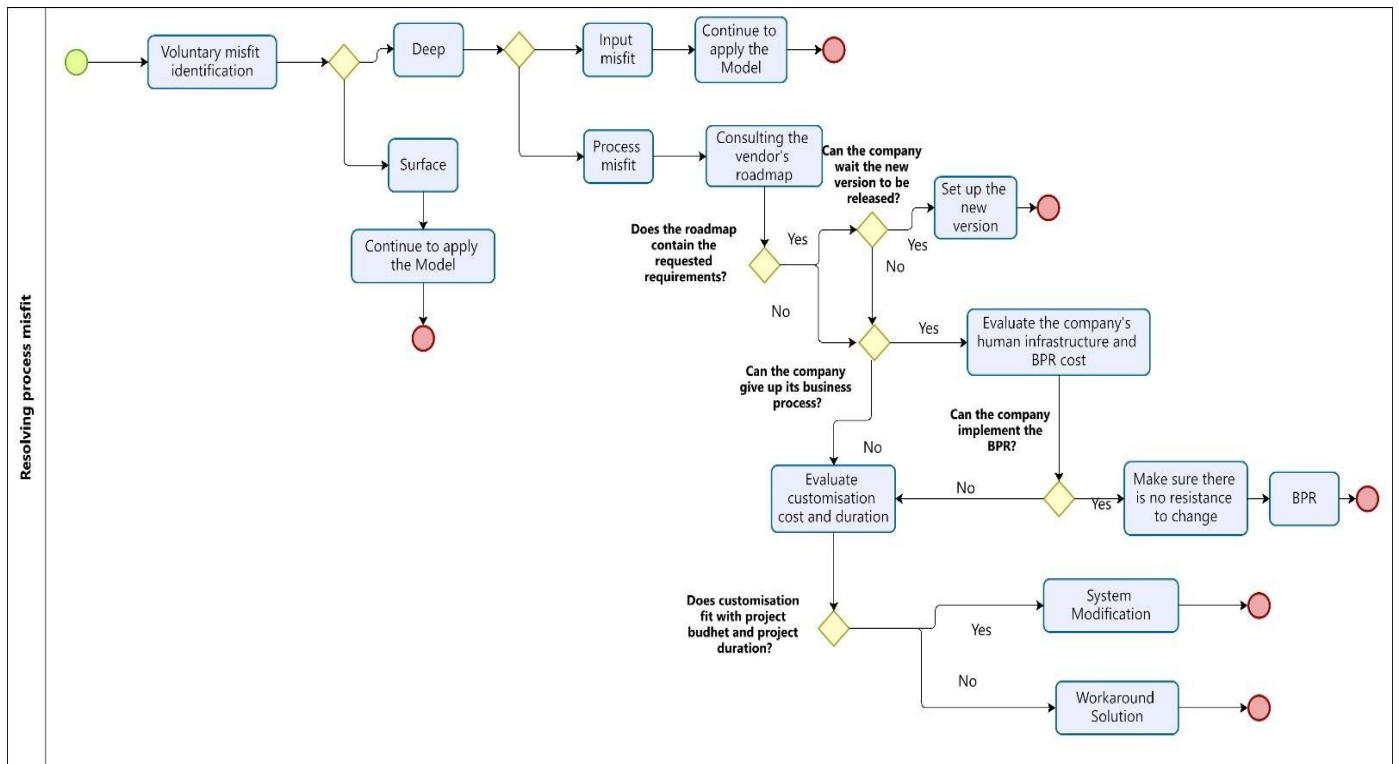 Resolving process misfit
Voluntary misfit
identification
Deep
Input
misfit
Continue to
apply the
Model
Surface
Continue to apply
the Model
Process
misfit
Consulting the
vendor's
roadmap
Can the company
wait the new
version to be
released?
Set up the
new
version
Does the roadmap
contain the
requested
requirements?
Yes
Yes
No
No
Can the company
give up its business
process?
Yes
Evaluate the company's
human infrastructure and
BPR cost
Can the company
implement the
BPR?
No
Evaluate
customisation
cost and duration
No
Yes
Make sure there
is no resistance
to change
BPR
Does customisation
fit with project
budhet and project
duration?
Yes
System
Modification
No
Workaround
Solution